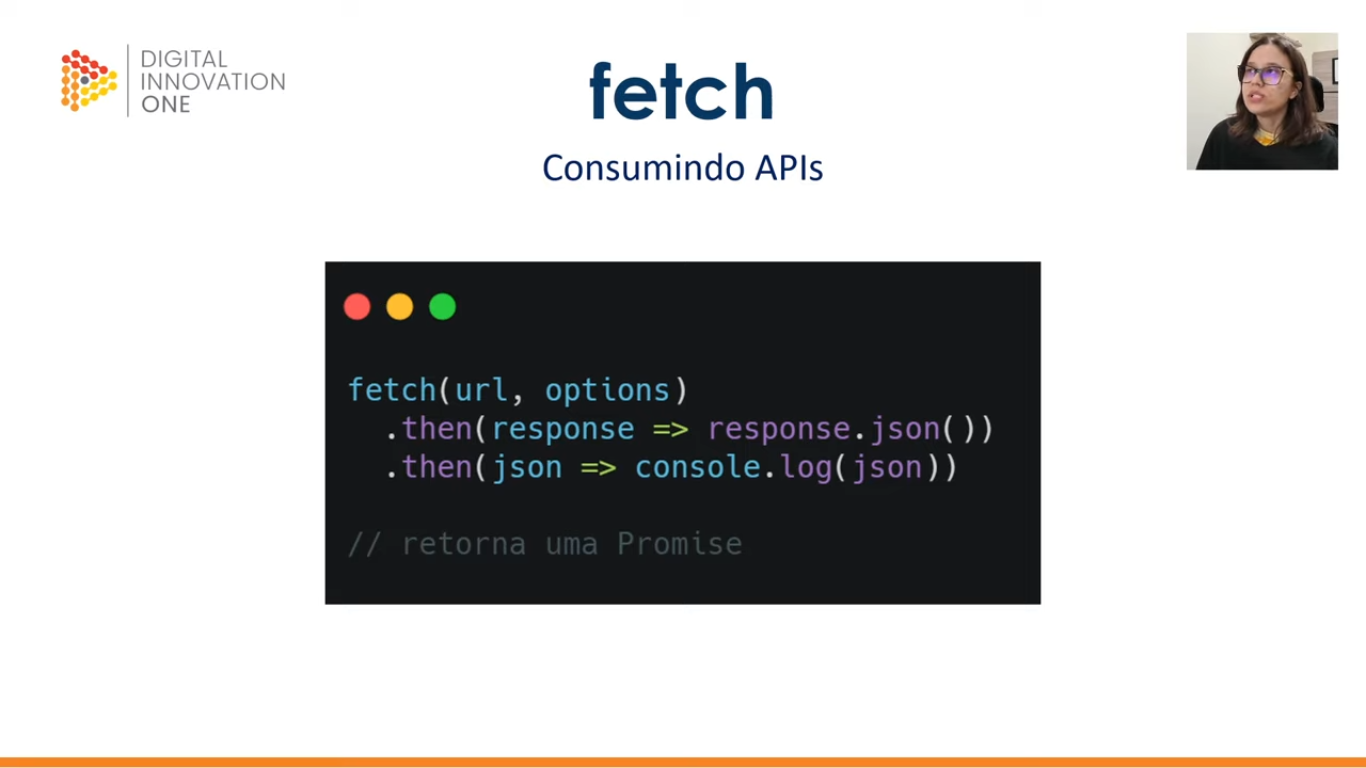 DIGITAL
INNOVATION
ONE
fetch
Consumindo APIs
fetch(url, options)
.then(response => response.json())
.then(json => console.log(json))
// retorna uma Promise